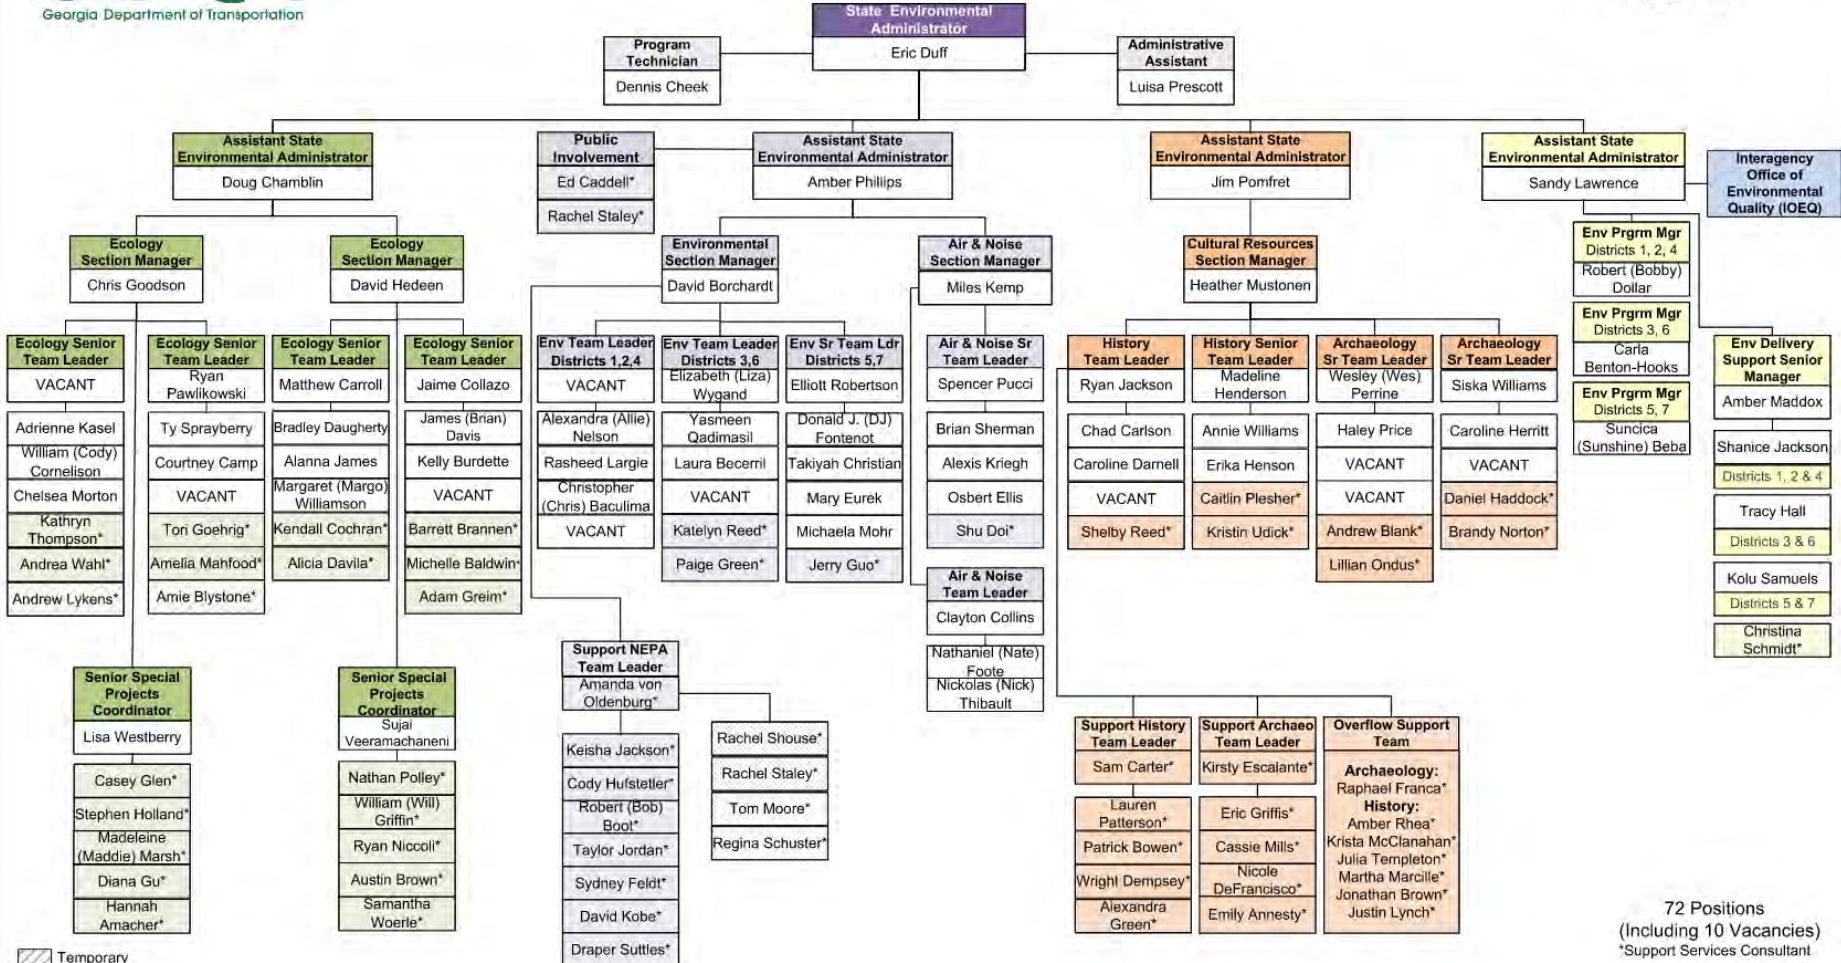 Georgia Department of Transportation
State Environmental
Administrator
Eric Duff
Program
Technician
Dennis Cheek
Administrative
Assistant
Luisa Prescott
Assistant State
Environmental Administrator
Doug Chamblin
Public
Involvement
Ed Caddell*
Rachel Staley*
Assistant State
Environmental Administrator
Amber Phillips
Assistant State
Environmental Administrator
Jim Pomfret
Assistant State
Environmental Administrator
Sandy Lawrence
Interagency
Office of
Environmental
Quality (IOEQ)
Ecology
Section Manager
Chris Goodson
Ecology
Section Manager
David Hedeen
Environmental
Section Manager
David Borchardt
Air & Noise
Section Manager
Miles Kemp
Cultural Resources
Section Manager
Heather Mustonen
Env Prgrm Mgr
Districts 1, 2, 4
Robert (Bobby)
Dollar
Env Prgrm Mgr
Districts 3, 6
Carla
Benton-Hooks
Env Prgrm Mgr
Districts 5, 7
Suncica
(Sunshine) Beba
Ecology Senior
Team Leader
VACANT
Adrienne Kasel
William (Cody)
Cornelison
Chelsea Morton
Kathryn
Thompson*
Andrea Wahl*
Andrew Lykens*
Ecology Senior
Team Leader
Ryan
Pawlikowski
Ty Sprayberry
Courtney Camp
VACANT
Tori Goehrig*
Amelia Mahfood*
Amie Blystone*
Ecology Senior
Team Leader
Matthew Carroll
Bradley Daugherty
Alanna James
Margaret (Margo)
Williamson
Kendall Cochran*
Alicia Davila*
Ecology Senior
Team Leader
Jaime Collazo
James (Brian)
Davis
Kelly Burdette
VACANT
Barrett Brannen*
Michelle Baldwin*
Adam Greim*
Env Team Leader
Districts 1,2,4
VACANT
Alexandra (Allie)
Nelson
Rasheed Largie
Christopher
(Chris) Baculima
VACANT
Env Team Leader
Districts 3,6
Elizabeth (Liza)
Wygand
Yasmeen
Qadimasil
Laura Becerril
VACANT
Katelyn Reed*
Paige Green*
Env Sr Team Ldr
Districts 5,7
Elliott Robertson
Donald J. (DJ)
Fontenot
Takiyah Christian
Mary Eurek
Michaela Mohr
Jerry Guo*
Air & Noise Sr
Team Leader
Spencer Pucci
Brian Sherman
Alexis Kriegh
Osbert Ellis
Shu Doi*
Air & Noise
Team Leader
Clayton Collins
Nathaniel (Nate)
Foote
Nickolas (Nick)
Thibault
History
Team Leader
Ryan Jackson
Chad Carlson
Caroline Darnell
VACANT
Shelby Reed*
History Senior
Team Leader
Madeline
Henderson
Annie Williams
Erika Henson
Caitlin Plesher*
Kristin Udick*
Archaeology
Sr Team Leader
Wesley (Wes)
Perrine
Haley Price
VACANT
VACANT
Andrew Blank*
Lillian Ondus*
Archaeology
Sr Team Leader
Siska Williams
Caroline Herritt
VACANT
Daniel Haddock*
Brandy Norton*
Env Delivery
Support Senior
Manager
Amber Maddox
Shanice Jackson
Districts 1, 2 & 4
Tracy Hall
Districts 3 & 6
Kolu Samuels
Districts 5 & 7
Christina
Schmidt*
Senior Special
Projects
Coordinator
Lisa Westberry
Casey Glen*
Stephen Holland*
Madeleine
(Maddie) Marsh*
Diana Gu*
Hannah
Amacher*
Senior Special
Projects
Coordinator
Sujai
Veeramachaneni
Nathan Polley*
William (Will)
Griffin*
Ryan Niccoli*
Austin Brown*
Samantha
Woerle*
Support NEPA
Team Leader
Amanda von
Oldenburg*
Keisha Jackson*
Cody Hufstetler*
Robert (Bob)
Boot*
Taylor Jordan*
Sydney Feldt*
David Kobe*
Draper Suttles*
Rachel Shouse*
Rachel Staley*
Tom Moore*
Regina Schuster*
Support History
Team Leader
Sam Carter*
Lauren
Patterson*
Patrick Bowen*
Wright Dempsey*
Alexandra
Green*
Support Archaeo
Team Leader
Kirsty Escalante*
Eric Griffis*
Cassie Mills*
Nicole
DeFrancisco*
Emily Annesty*
Overflow Support
Team
Archaeology:
Raphael Franca*
History:
Amber Rhea*
Krista McClanahan*
Julia Templeton*
Martha Marcille*
Jonathan Brown*
Justin Lynch*
Temporary
72 Positions
(Including 10 Vacancies)
*Support Services Consultant